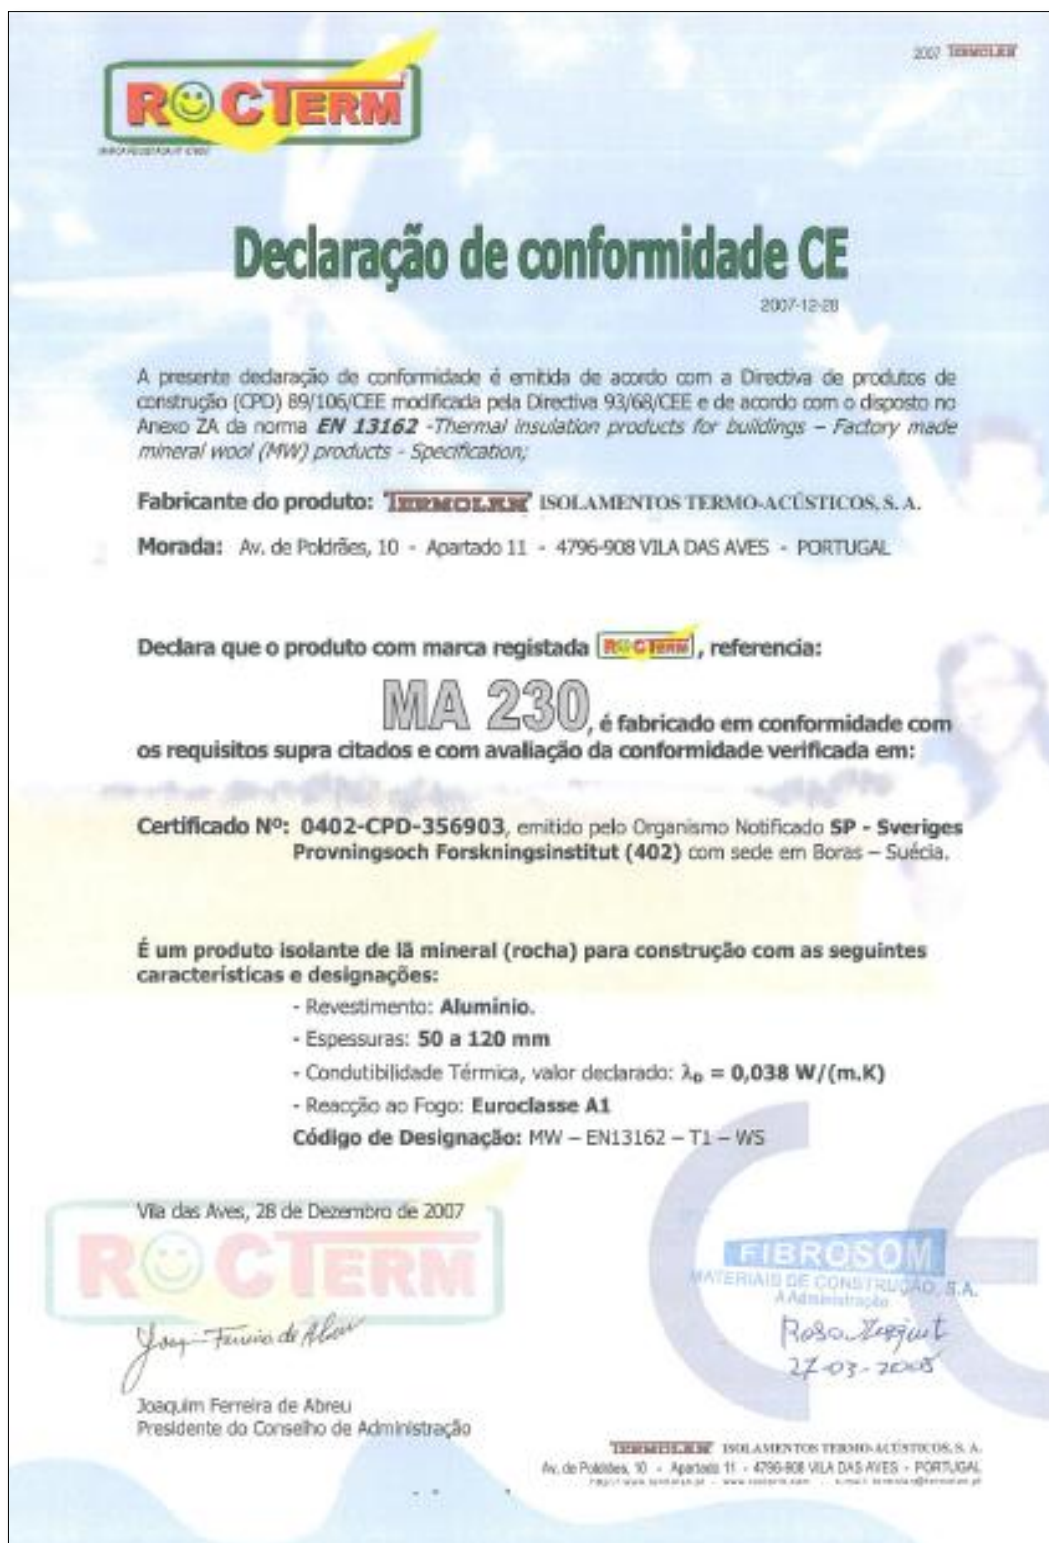 2007 TERMOLAN
ROCTERM
Declaração de conformidade CE
2007-12-28
A presente declaração de conformidade é emitida de acordo com a Directiva de produtos de
construção (CPD) 89/106/CEE modificada pela Directiva 93/68/CEE e de acordo com o disposto no
Anexo ZA da norma EN 13162 -Thermal insulation products for buildings – Factory made
mineral wool (MW) products - Specification;
Fabricante do produto: TERMOLAN ISOLAMENTOS TERMO-ACÚSTICOS, S. A.
Morada: Av. de Poldrães, 10 - Apartado 11 - 4796-908 VILA DAS AVES - PORTUGAL
Declara que o produto com marca registada ROCTERM, referencia:
MA 230, é fabricado em conformidade com
os requisitos supra citados e com avaliação da conformidade verificada em:
Certificado Nº: 0402-CPD-356903, emitido pelo Organismo Notificado SP - Sveriges
Provningsoch Forskningsinstitut (402) com sede em Boras – Suécia.
É um produto isolante de lã mineral (rocha) para construção com as seguintes
características e designações:
- Revestimento: Alumínio.
- Espessuras: 50 a 120 mm
- Condutibilidade Térmica, valor declarado: λD = 0,038 W/(m.K)
- Reacção ao Fogo: Euroclasse A1
Código de Designação: MW – EN13162 – T1 – WS
Vila das Aves, 28 de Dezembro de 2007
ROCTERM
CE
FIBROSOM
MATERIAIS DE CONSTRUÇÃO, S.A.
A Administração
Rosa
27-03-2008
Joaquim Ferreira de Abreu
Joaquim Ferreira de Abreu
Presidente do Conselho de Administração
TERMOLAN ISOLAMENTOS TERMO-ACÚSTICOS, S. A.
Av. de Poldrães, 10 - Apartado 11 - 4796-908 VILA DAS AVES - PORTUGAL